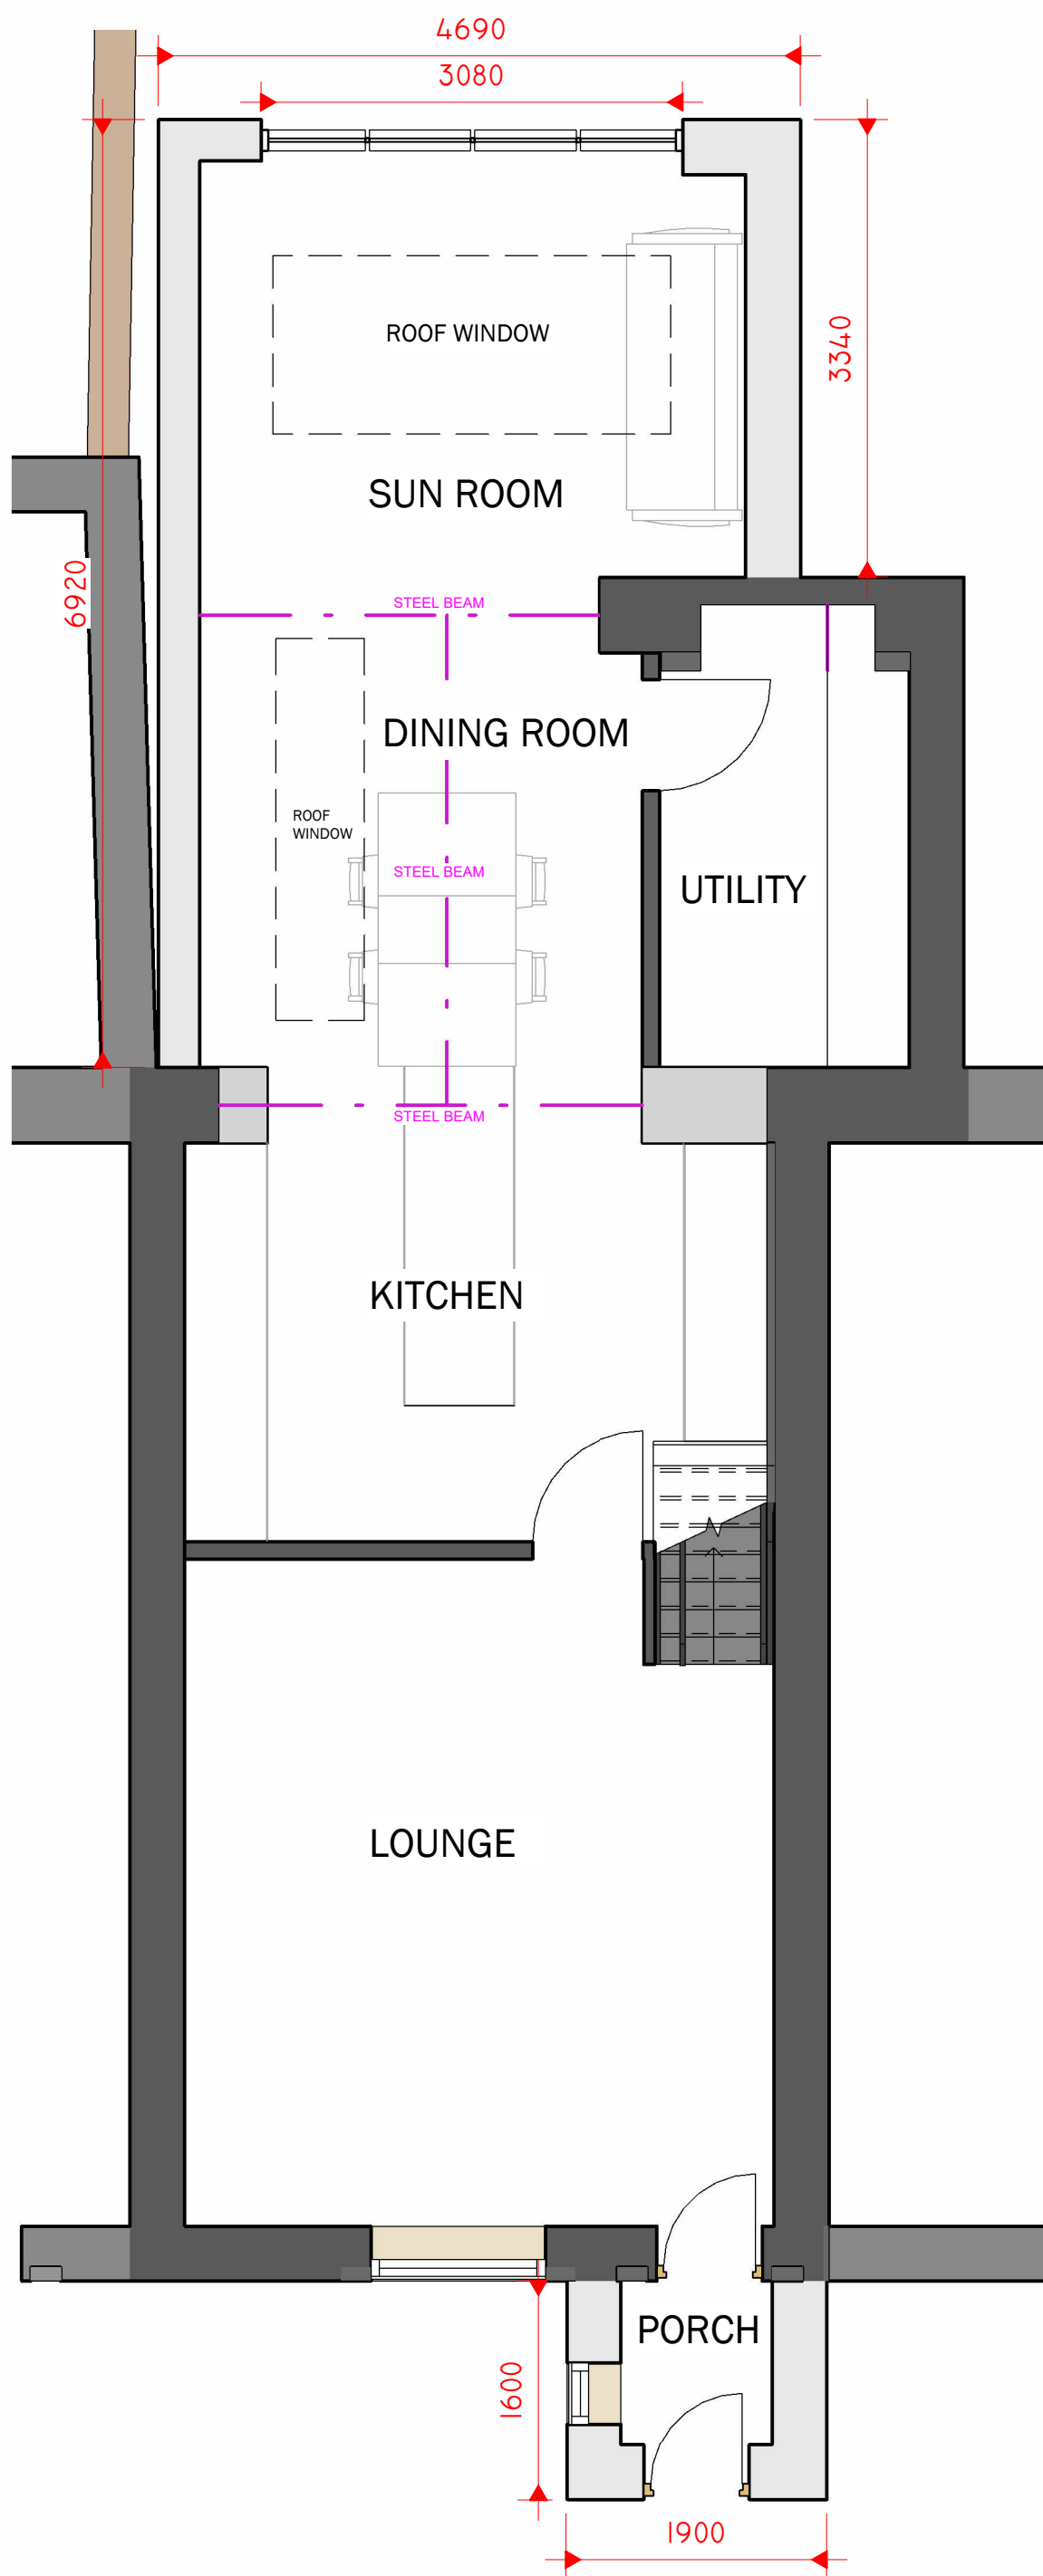 4690
3080
3340
ROOF WINDOW
SUN ROOM
6920
STEEL BEAM
DINING ROOM
ROOF
WINDOW
STEEL BEAM
UTILITY
STEEL BEAM
KITCHEN
LOUNGE
PORCH
1600
1900